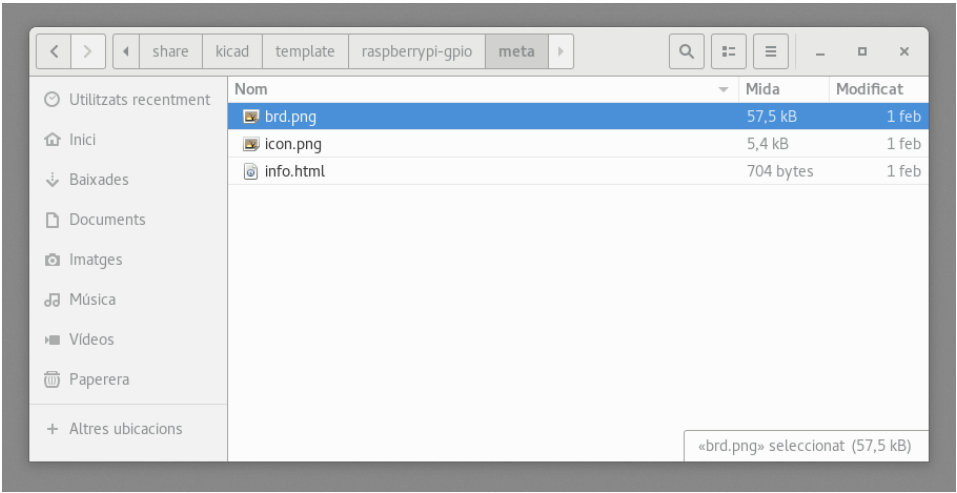 share kicad template raspberrypi-gpio meta
Utilitzats recentment
Inici
Baixades
Documents
Imatges
Música
Vídeos
Paperera
Altres ubicacions
Nom Mida Modificat
brd.png 57,5 kB 1 feb
icon.png 5,4 kB 1 feb
info.html 704 bytes 1 feb
«brd.png» seleccionat (57,5 kB)